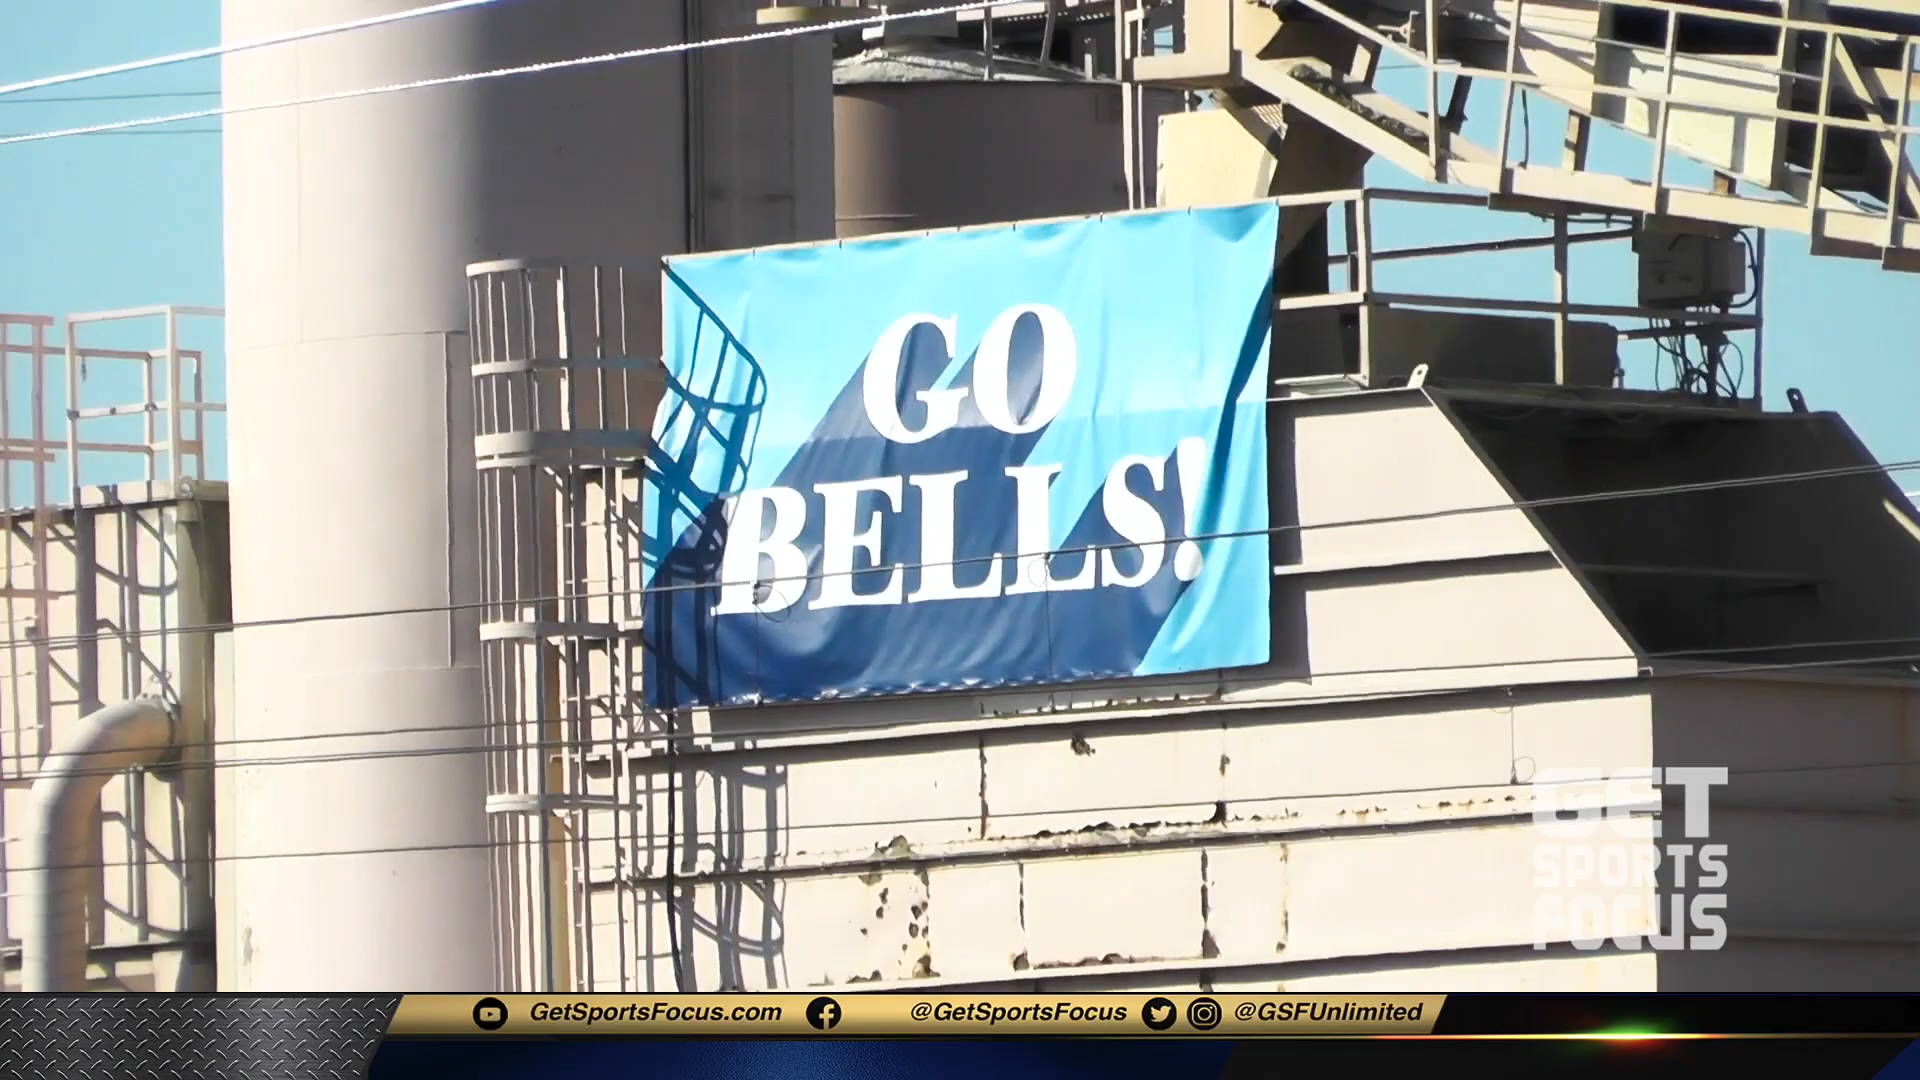 GO
BELLS!
GET
SPORTS
FOCUS
GetSportsFocus.com @GetSportsFocus @GSFUnlimited